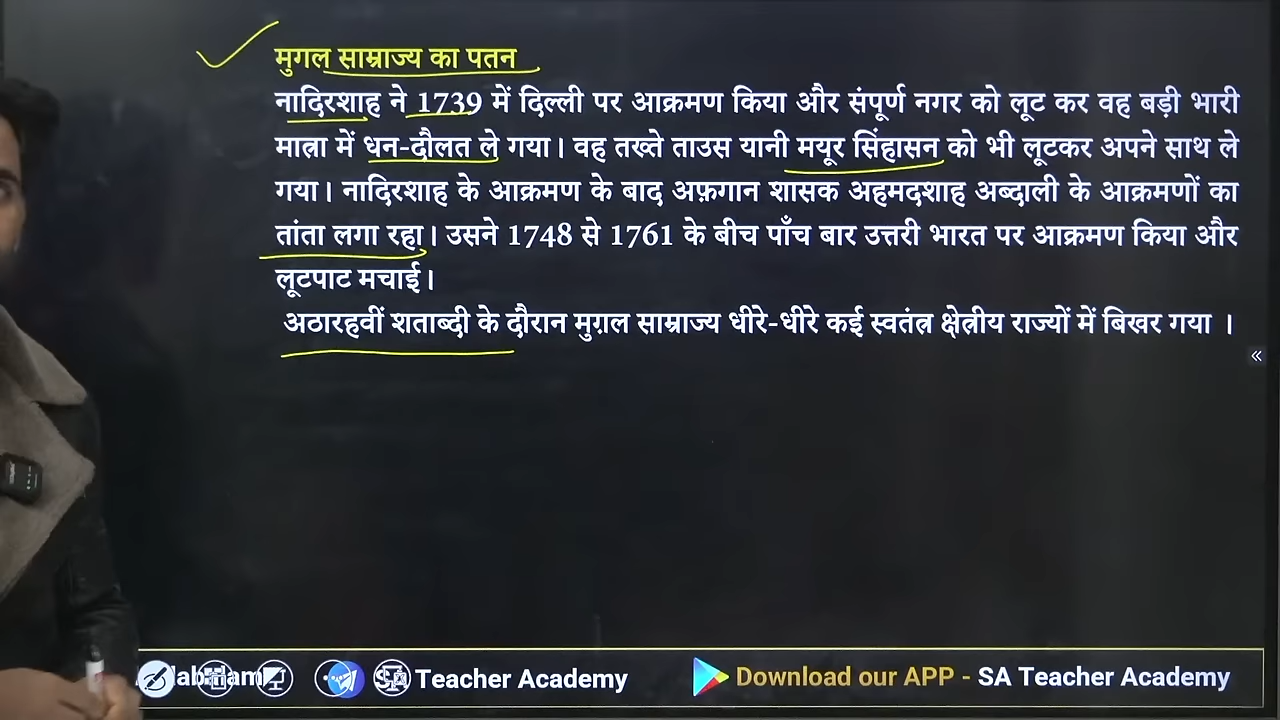 मुगल साम्राज्य का पतन
नादिरशाह ने 1739 में दिल्ली पर आक्रमण किया और संपूर्ण नगर को लूट कर वह बड़ी भारी
मात्रा में धन-दौलत ले गया। वह तख्ते ताउस यानी मयूर सिंहासन को भी लूटकर अपने साथ ले
गया। नादिरशाह के आक्रमण के बाद अफ़गान शासक अहमदशाह अब्दाली के आक्रमणों का
तांता लगा रहा। उसने 1748 से 1761 के बीच पाँच बार उत्तरी भारत पर आक्रमण किया और
लूटपाट मचाई।
अठारहवीं शताब्दी के दौरान मुग़ल साम्राज्य धीरे-धीरे कई स्वतंत्र क्षेत्रीय राज्यों में बिखर गया ।
Teacher Academy
Download our APP - SA Teacher Academy